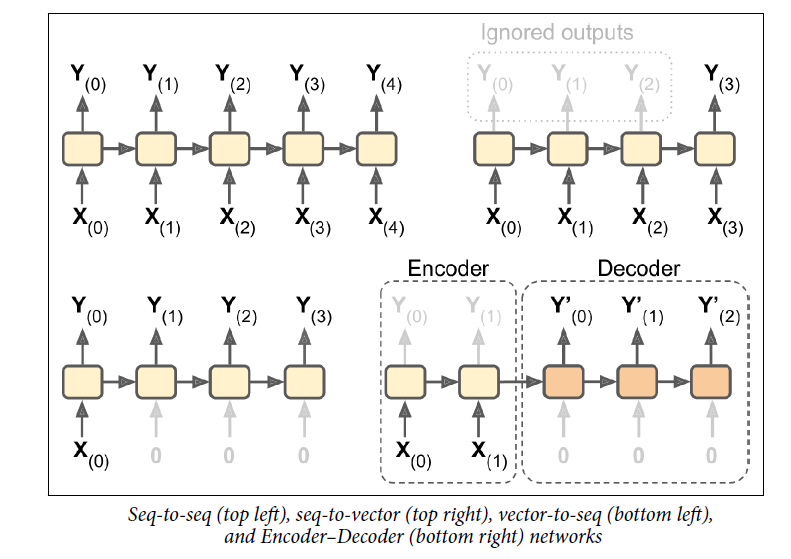 Ignored outputs
Y(0) Y(1) Y(2) Y(3) Y(4)
Y(0) Y(1) Y(2) Y(3)
X(0) X(1) X(2) X(3) X(4)
X(0) X(1) X(2) X(3)
Encoder Decoder
Y(0) Y(1) Y(2) Y(3)
Y(0) Y(1) Y'(0) Y'(1) Y'(2)
X(0) 0 0 0
X(0) X(1) 0 0 0
Seq-to-seq (top left), seq-to-vector (top right), vector-to-seq (bottom left),
and Encoder–Decoder (bottom right) networks